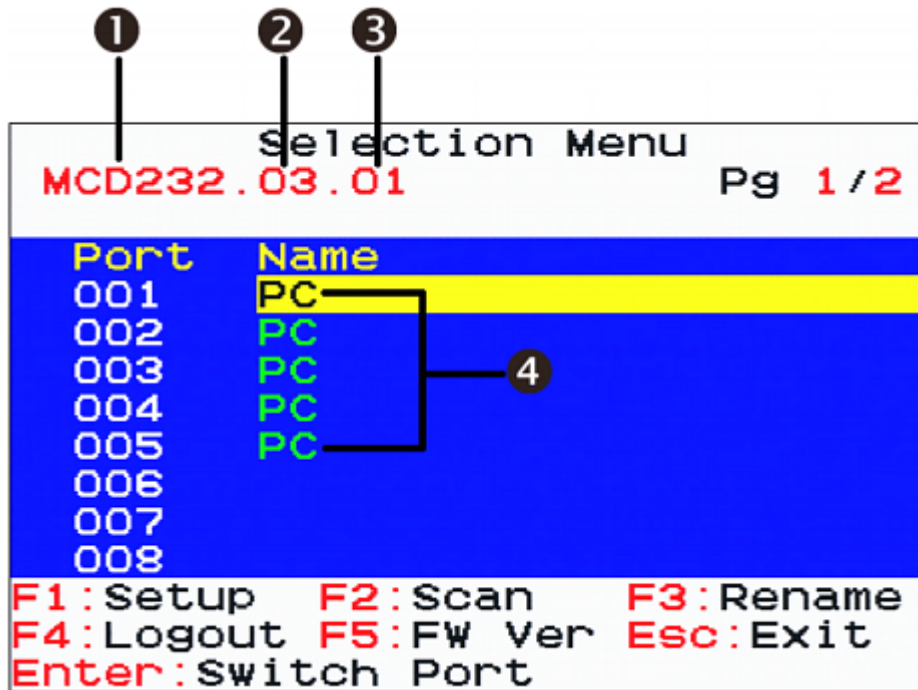 ❶ ❷ ❸
Selection Menu
MCD232.03.01 Pg 1/2
Port Name
001 PC
002 PC
003 PC
❹
004 PC
005 PC
006
007
008
F1:Setup F2:Scan F3:Rename
F4:Logout F5:FW Ver Esc:Exit
Enter:Switch Port